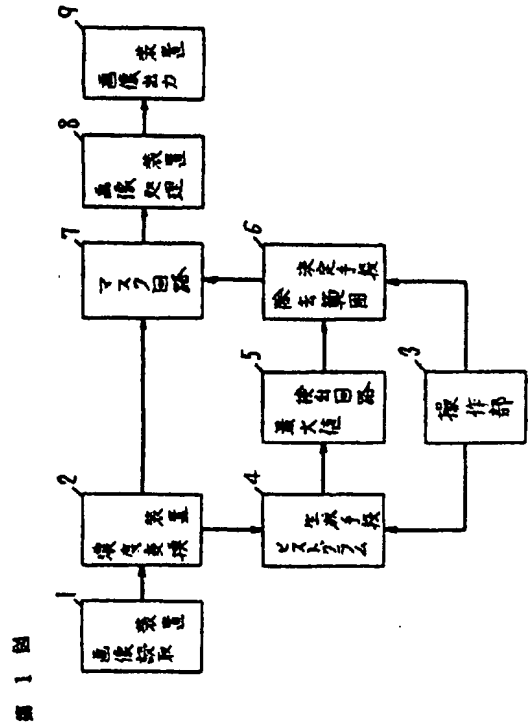 第1図
1
画像読取
装置
2
濃度変換
装置
3
操作部
4
ヒストグラム
生成手段
5
最大値
検出回路
6
除去範囲
決定手段
7
マスク回路
8
画像処理
装置
9
画像出力
装置